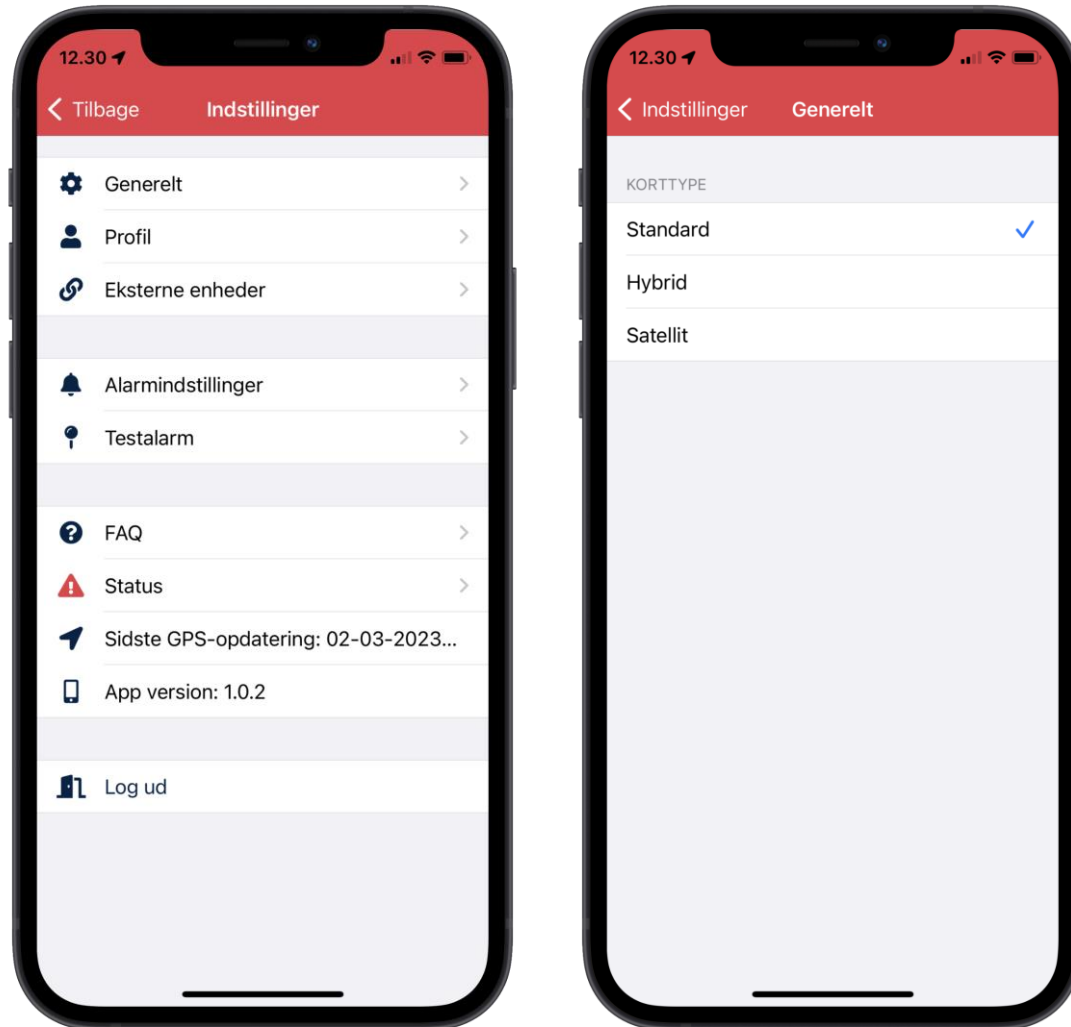 12.30
Tilbage
Indstillinger
Generelt
Profil
Eksterne enheder
Alarmindstillinger
Testalarm
FAQ
Status
Sidste GPS-opdatering: 02-03-2023...
App version: 1.0.2
Log ud
12.30
Indstillinger
Generelt
KORTTYPE
Standard
Hybrid
Satellit